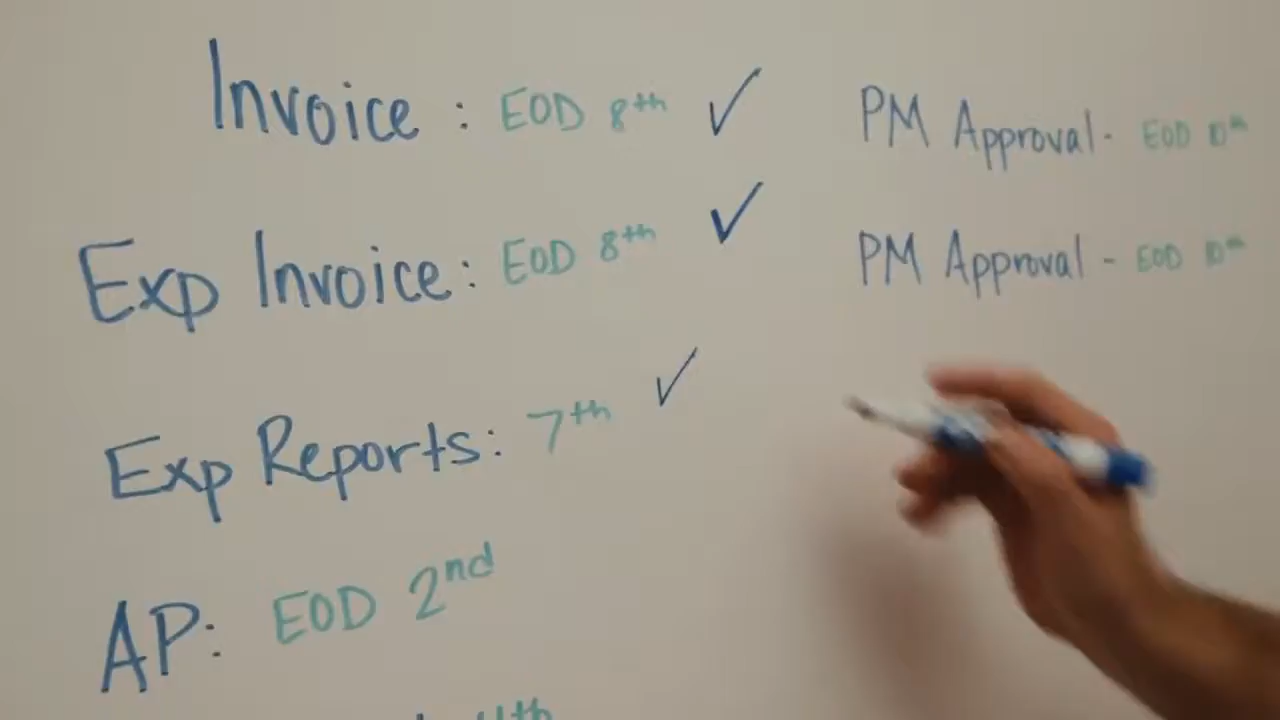 Invoice : EOD 8th ✓ PM Approval - EOD 10th
Exp Invoice : EOD 8th ✓ PM Approval - EOD 10th
Exp Reports : 7th ✓
AP : EOD 2nd